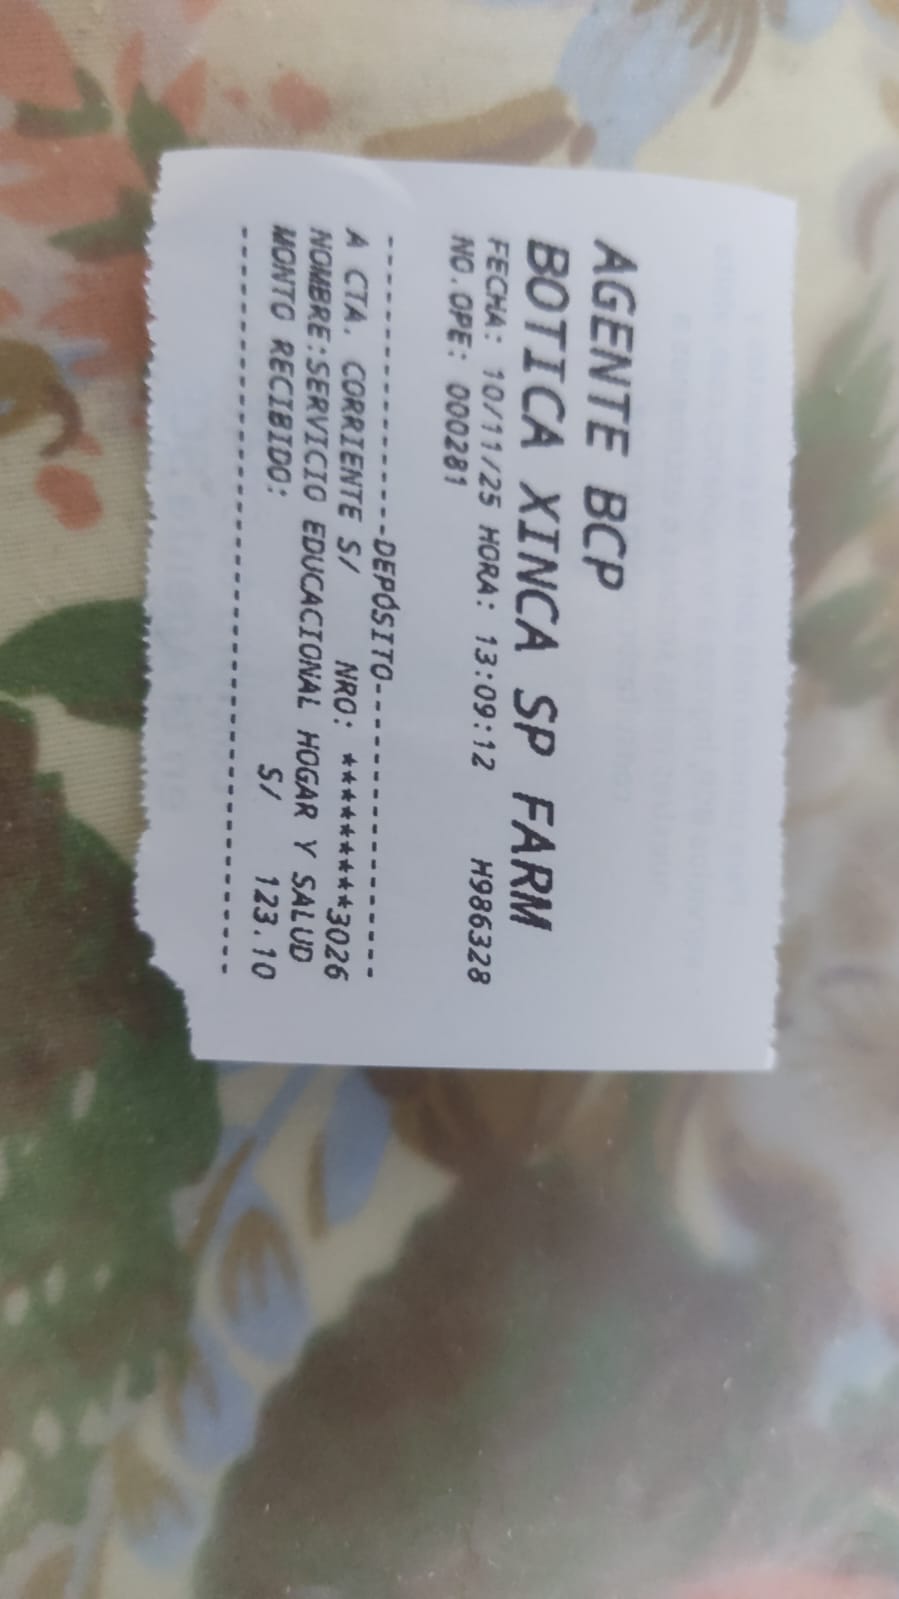 AGENTE BCP
BOTICA XINCA SP FARM
FECHA: 10/11/25 HORA: 13:09:12 H986328
NO.OPE: 000281
------------DEPÓSITO------------
A CTA. CORRIENTE S/ NRO: *********3026
NOMBRE:SERVICIO EDUCACIONAL HOGAR Y SALUD
MONTO RECIBIDO: S/ 123.10
----------------------------------------